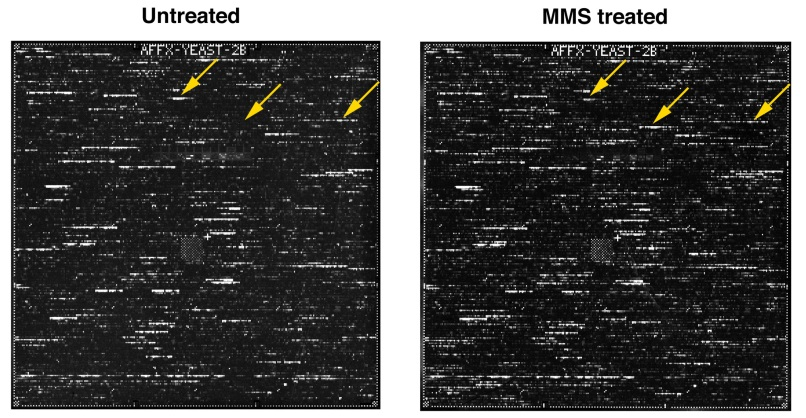 Untreated
MMS treated
AFFX-YEAST-2B
AFFX-YEAST-2B